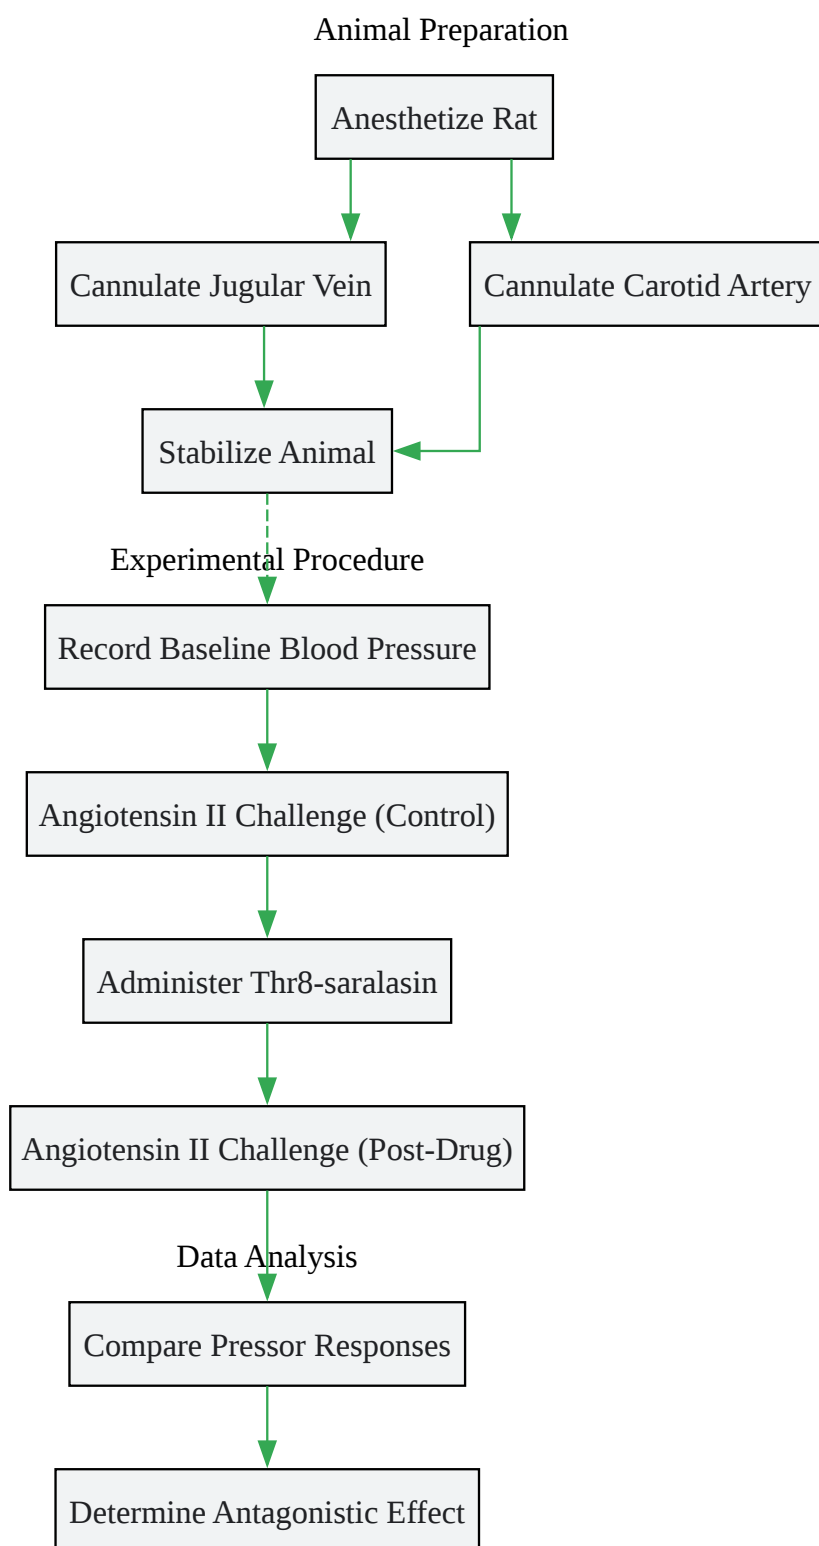 Animal Preparation
Anesthetize Rat
Cannulate Jugular Vein
Cannulate Carotid Artery
Stabilize Animal
Experimental Procedure
Record Baseline Blood Pressure
Angiotensin II Challenge (Control)
Administer Thr8-saralasin
Angiotensin II Challenge (Post-Drug)
Data Analysis
Compare Pressor Responses
Determine Antagonistic Effect